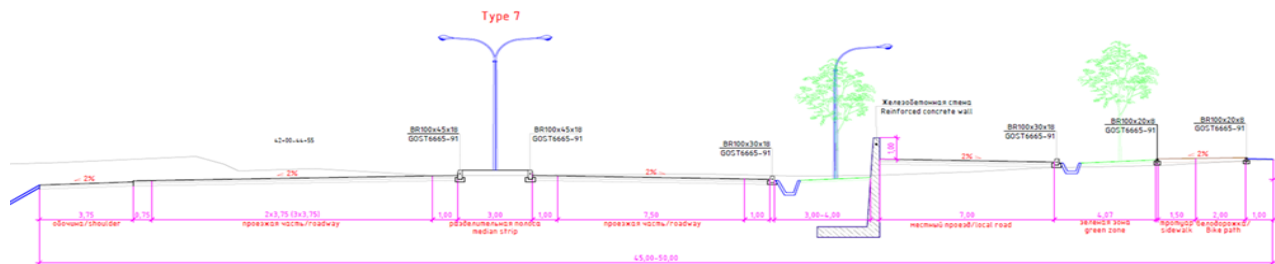 Type 7
Железобетонная стена
Reinforced concrete wall
BR100x45x18
GOST6665-91
BR100x45x18
GOST6665-91
BR100x30x18
GOST6665-91
BR100x30x18
GOST6665-91
BR100x20x8
GOST6665-91
BR100x20x8
GOST6665-91
1,00
2%
2%
2%
2%
2%
3,75
0,75
2x3,75 (3x3,75)
1,00
3,00
1,00
7,50
1,00
3,00-4,00
7,00
4,07
1,50
2,00
1,00
обочина/shoulder
проезжая часть/roadway
разделительная полоса
median strip
проезжая часть/roadway
местный проезд/local road
зеленая зона
green zone
тротуар
sidewalk
велодорожка/
Bike path
45,00-50,00